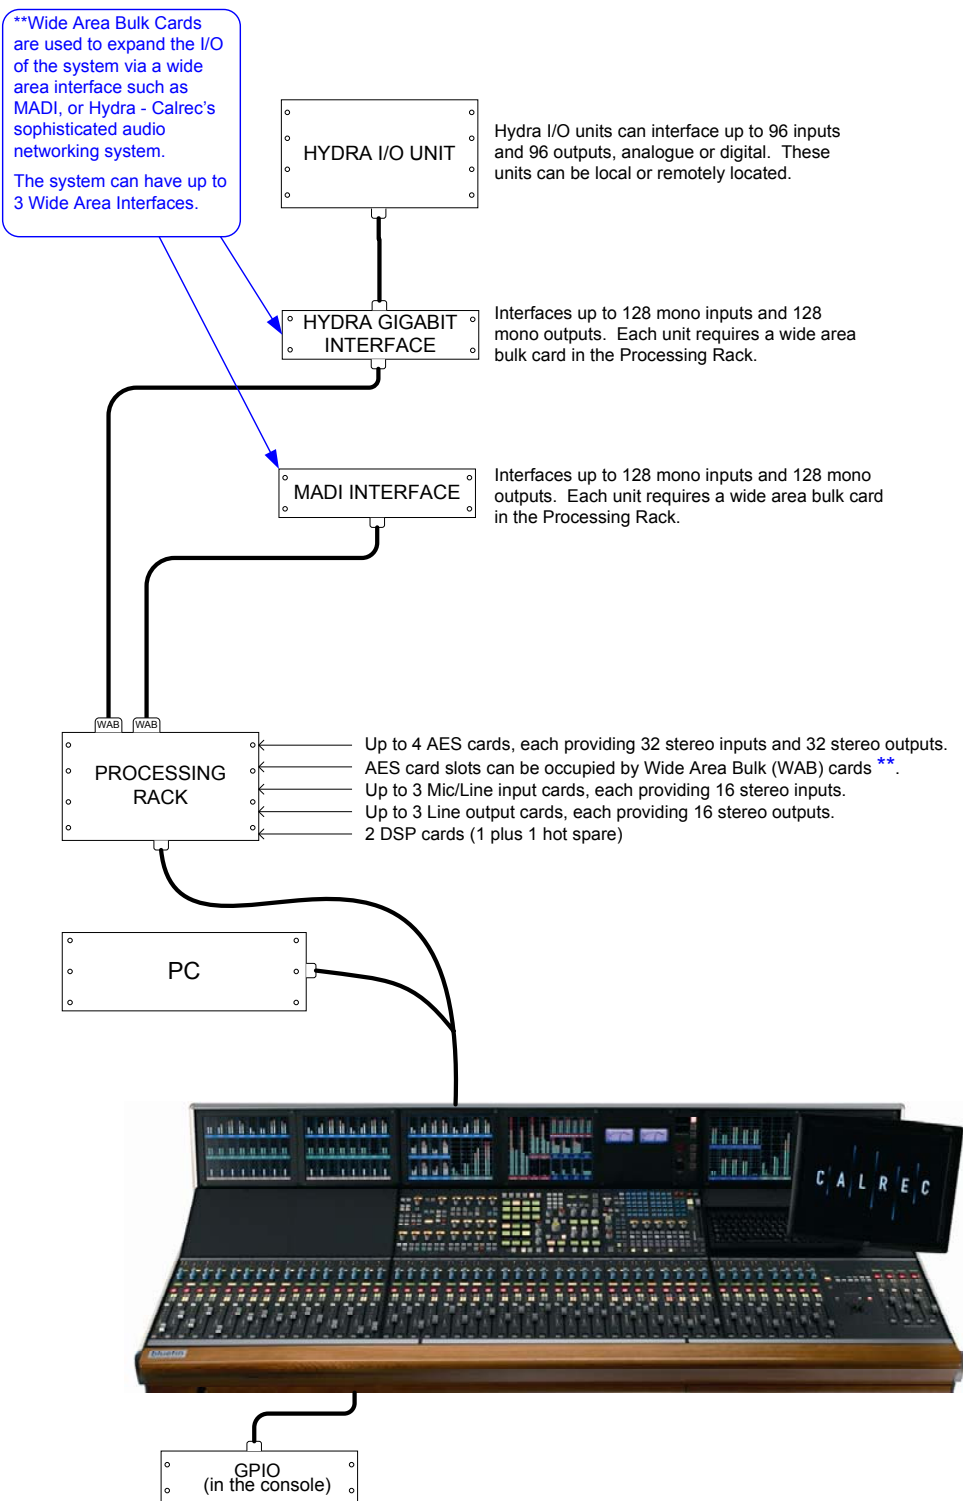 **Wide Area Bulk Cards
are used to expand the I/O
of the system via a wide
area interface such as
MADI, or Hydra - Calrec's
sophisticated audio
networking system.
The system can have up to
3 Wide Area Interfaces.
HYDRA I/O UNIT
Hydra I/O units can interface up to 96 inputs
and 96 outputs, analogue or digital. These
units can be local or remotely located.
HYDRA GIGABIT
INTERFACE
Interfaces up to 128 mono inputs and 128
mono outputs. Each unit requires a wide area
bulk card in the Processing Rack.
MADI INTERFACE
Interfaces up to 128 mono inputs and 128 mono
outputs. Each unit requires a wide area bulk card
in the Processing Rack.
WAB
WAB
PROCESSING
RACK
Up to 4 AES cards, each providing 32 stereo inputs and 32 stereo outputs.
AES card slots can be occupied by Wide Area Bulk (WAB) cards **.
Up to 3 Mic/Line input cards, each providing 16 stereo inputs.
Up to 3 Line output cards, each providing 16 stereo outputs.
2 DSP cards (1 plus 1 hot spare)
PC
CALREC
bluefin
GPIO
(in the console)